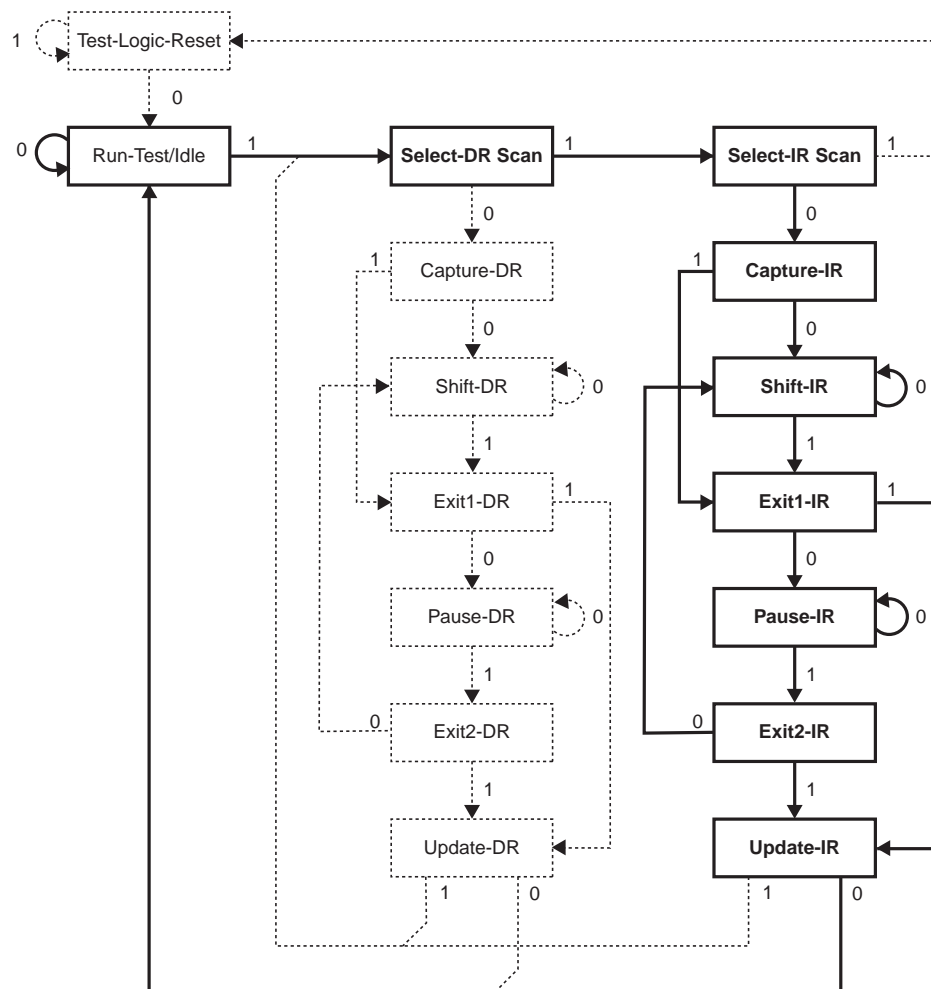 Test-Logic-Reset
1
0
0
Run-Test/Idle
1
Select-DR Scan
1
Select-IR Scan
1
0
0
1
Capture-DR
1
Capture-IR
0
0
Shift-DR
0
Shift-IR
0
1
1
Exit1-DR
1
Exit1-IR
1
0
0
Pause-DR
0
Pause-IR
0
1
1
0
Exit2-DR
0
Exit2-IR
1
1
Update-DR
Update-IR
1
0
1
0